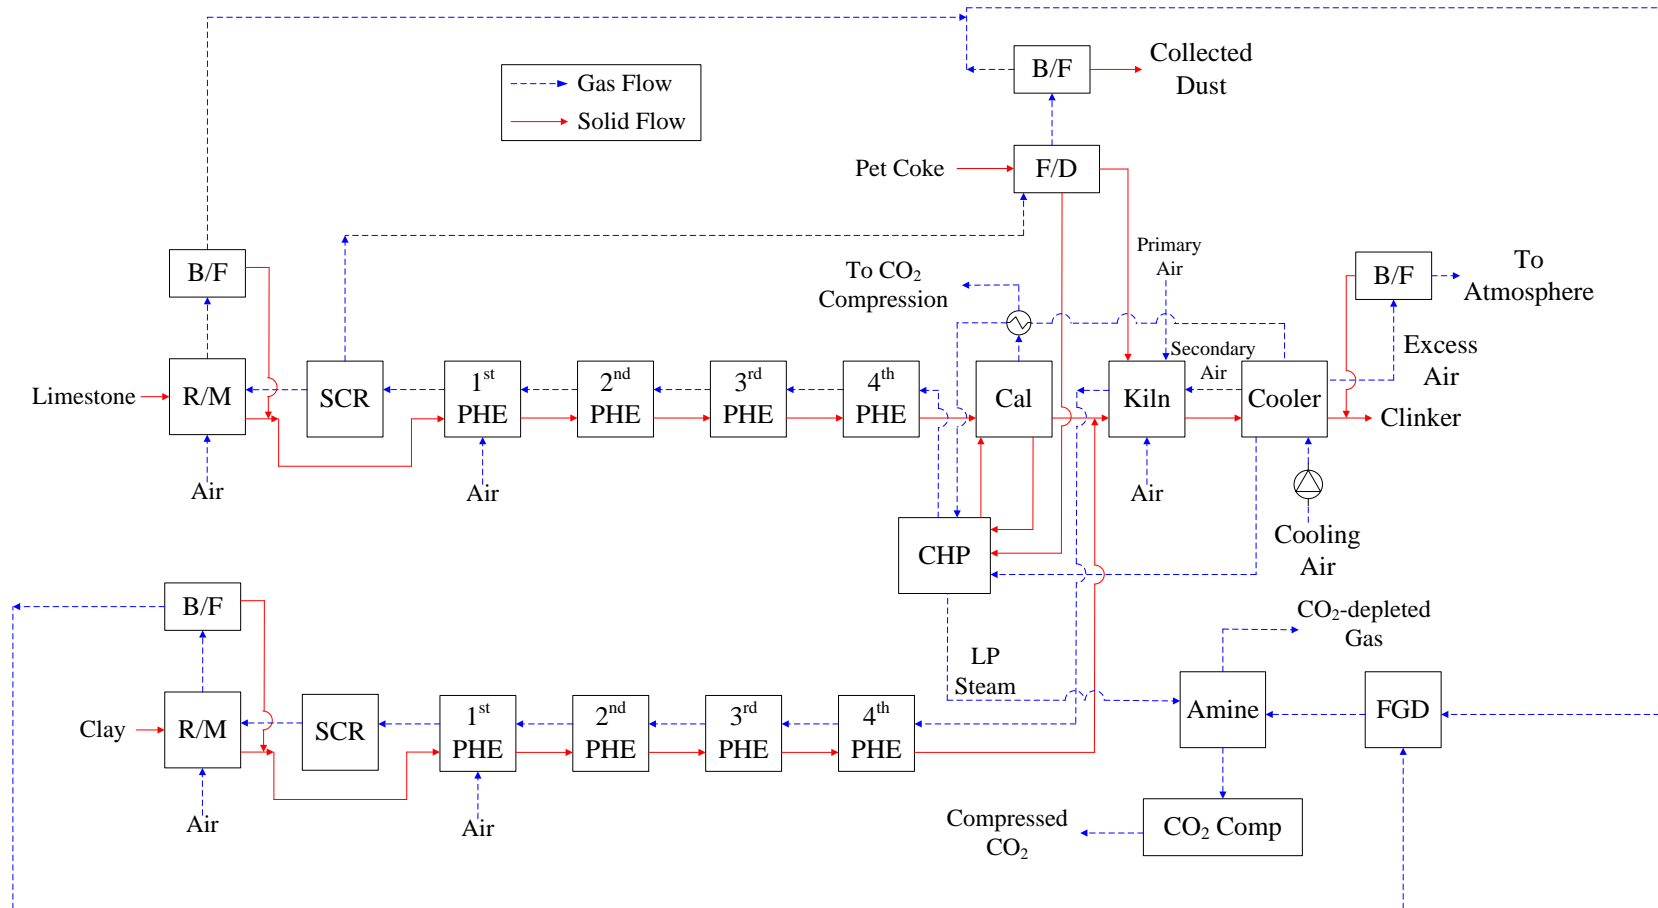 B/F
Collected
Dust
Gas Flow
Solid Flow
Pet Coke
F/D
Primary
Air
B/F
To CO₂
Compression
B/F
To
Atmosphere
Limestone
R/M
SCR
1st
PHE
2nd
PHE
3rd
PHE
4th
PHE
Cal
Kiln
Secondary
Air
Cooler
Excess
Air
Clinker
Air
Air
Air
CHP
Cooling
Air
B/F
CO₂-depleted
Gas
LP
Steam
Clay
R/M
SCR
1st
PHE
2nd
PHE
3rd
PHE
4th
PHE
Amine
FGD
Air
Air
Compressed
CO₂
CO₂ Comp